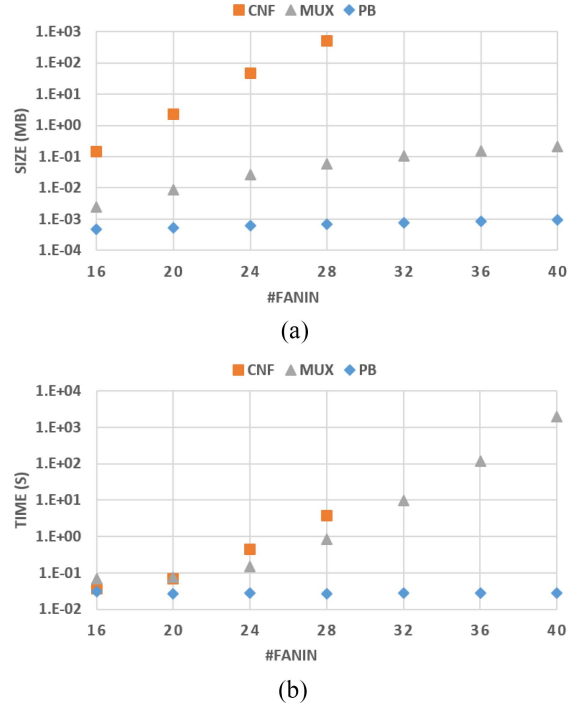 CNF MUX PB
1.E+03
1.E+02
1.E+01
1.E+00
1.E-01
1.E-02
1.E-03
1.E-04
SIZE (MB)
16 20 24 28 32 36 40
#FANIN
(a)
CNF MUX PB
1.E+04
1.E+03
1.E+02
1.E+01
1.E+00
1.E-01
1.E-02
TIME (S)
16 20 24 28 32 36 40
#FANIN
(b)